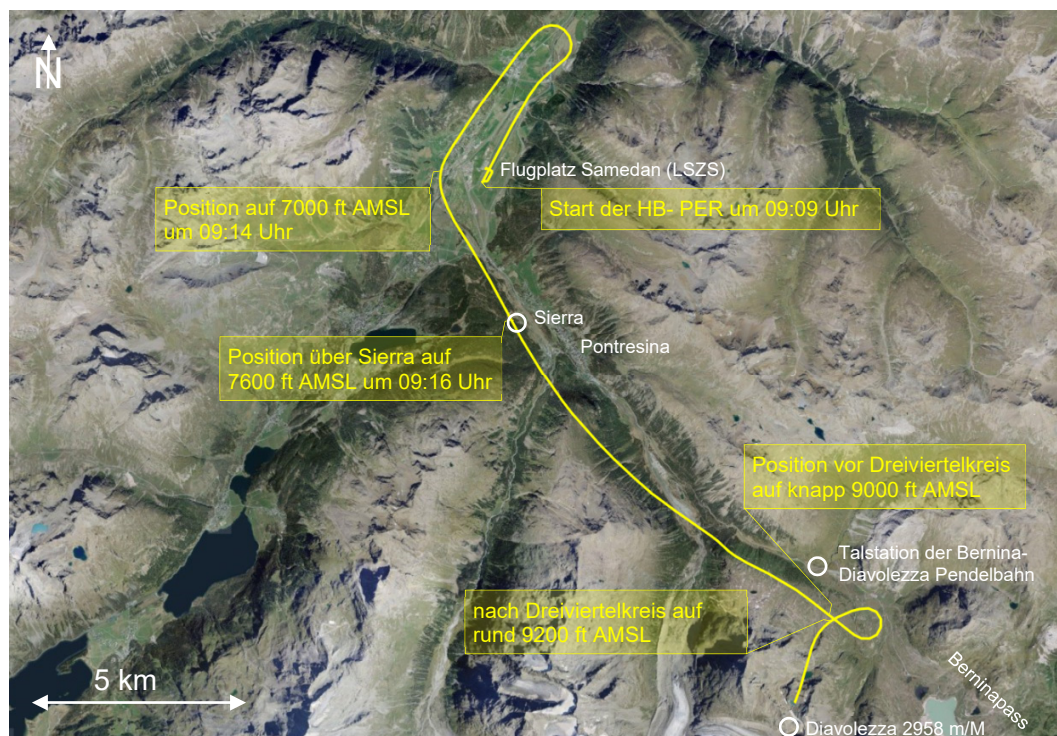 N
Flugplatz Samedan (LSZS)
Position auf 7000 ft AMSL
um 09:14 Uhr
Start der HB- PER um 09:09 Uhr
Sierra
Pontresina
Position über Sierra auf
7600 ft AMSL um 09:16 Uhr
Position vor Dreiviertelkreis
auf knapp 9000 ft AMSL
Talstation der Bernina-
Diavolezza Pendelbahn
nach Dreiviertelkreis auf
rund 9200 ft AMSL
Berninapass
5 km
Diavolezza 2958 m/M